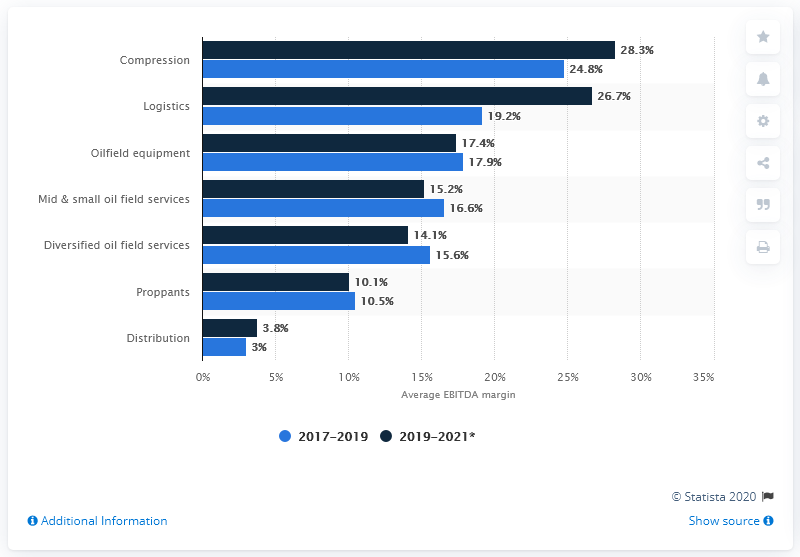 Compression
28.3%
24.8%
Logistics
26.7%
19.2%
Oilfield equipment
17.4%
17.9%
Mid & small oil field services
15.2%
16.6%
Diversified oil field services
14.1%
15.6%
Proppants
10.1%
10.5%
Distribution
3.8%
3%
0% 5% 10% 15% 20% 25% 30% 35%
Average EBITDA margin
2017–2019 2019–2021*
© Statista 2020
Additional Information Show source